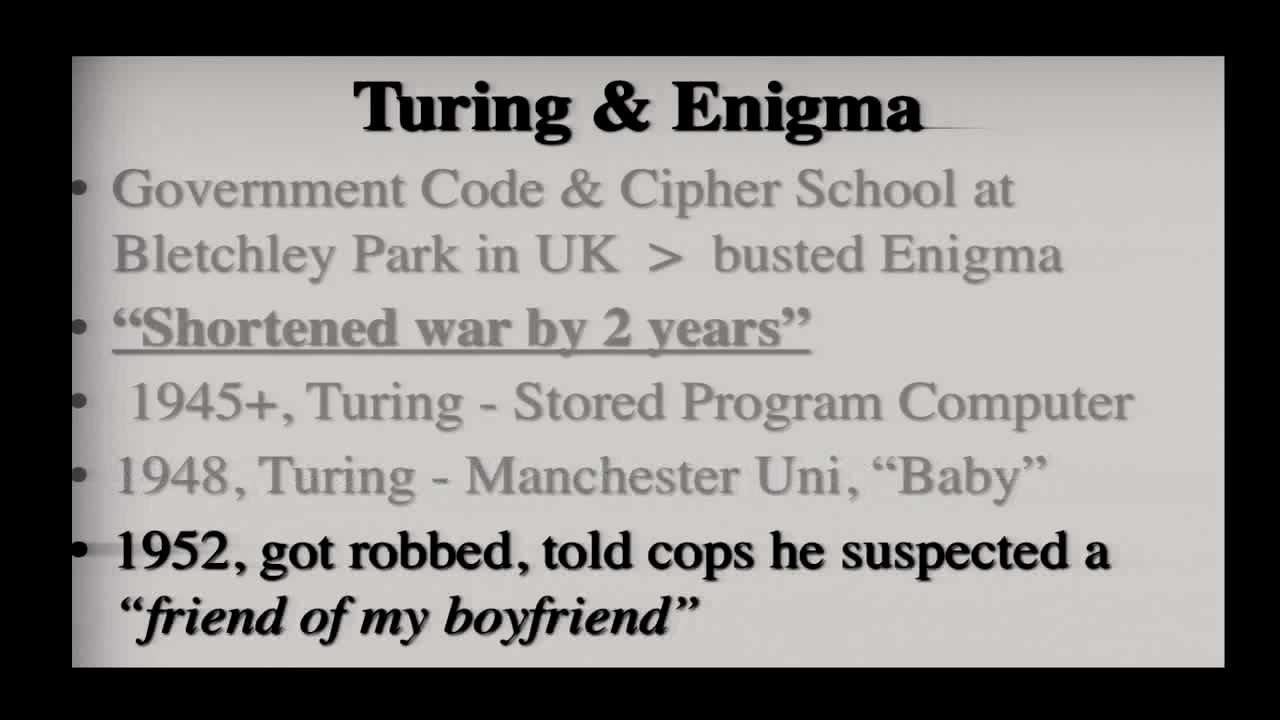 Turing & Enigma
• Government Code & Cipher School at
Bletchley Park in UK > busted Enigma
• “Shortened war by 2 years”
• 1945+, Turing - Stored Program Computer
• 1948, Turing - Manchester Uni, “Baby”
• 1952, got robbed, told cops he suspected a
“friend of my boyfriend”